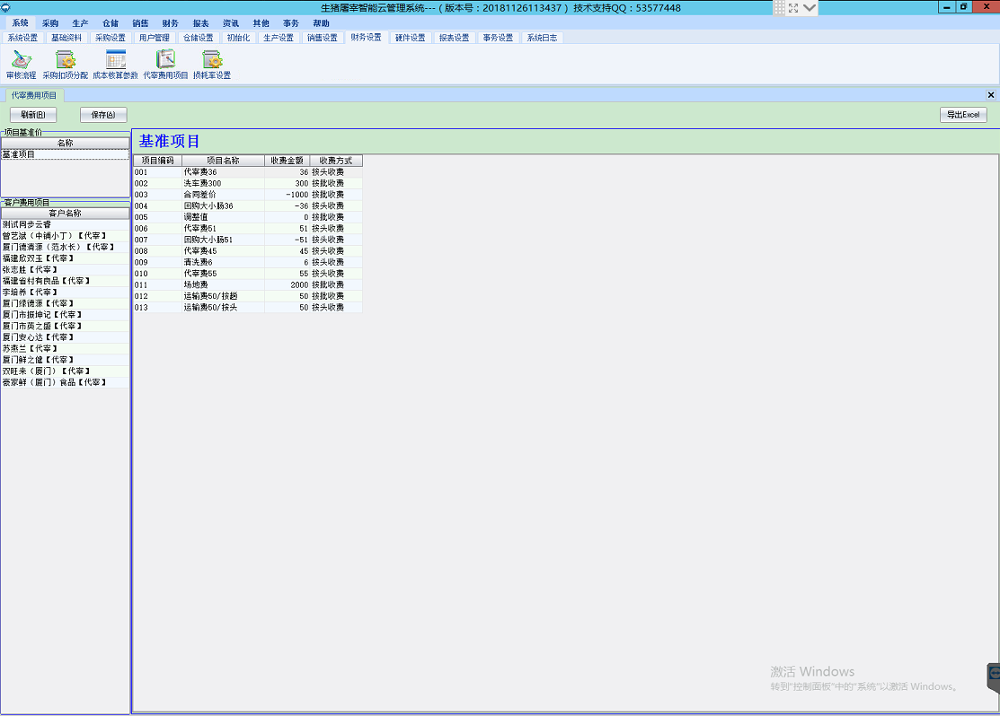 生猪屠宰智能云管理系统---（版本号：20181126113437）技术支持QQ：53577448
系统 采购 生产 仓储 销售 财务 报表 资讯 其他 事务 帮助
系统设置 基础资料 采购设置 用户管理 仓储设置 初始化 生产设置 销售设置 财务设置 硬件设置 报表设置 事务设置 系统日志
审核流程 采购扣项分配 成本核算参数 代宰费用项目 损耗率设置
代宰费用项目
刷新(R) 保存(A) 导出Excel
项目基准价
名称
基准项目
客户费用项目
客户名称
测试同步云睿
曾艺斌（中铺小丁）【代宰】
厦门德清源（范水长）【代宰】
福建欣双玉【代宰】
张志胜【代宰】
福建省村有良品【代宰】
李培养【代宰】
厦门绿德源【代宰】
厦门市振坤记【代宰】
厦门市英之盛【代宰】
厦门安心达【代宰】
苏惠兰【代宰】
厦门鲜之健【代宰】
双旺来（厦门）【代宰】
豪家鲜（厦门）食品【代宰】
基准项目
项目编码 项目名称 收费金额 收费方式
001 代宰费36 36 按头收费
002 洗车费300 300 按批收费
003 合同差价 -1000 按批收费
004 回购大小肠36 -36 按头收费
005 调整值 0 按批收费
006 代宰费51 51 按头收费
007 回购大小肠51 -51 按头收费
008 代宰费45 45 按头收费
009 清洗费6 6 按头收费
010 代宰费55 55 按头收费
011 场地费 2000 按批收费
012 运输费50/按趟 50 按批收费
013 运输费50/按头 50 按头收费
激活 Windows
转到"控制面板"中的"系统"以激活 Windows。